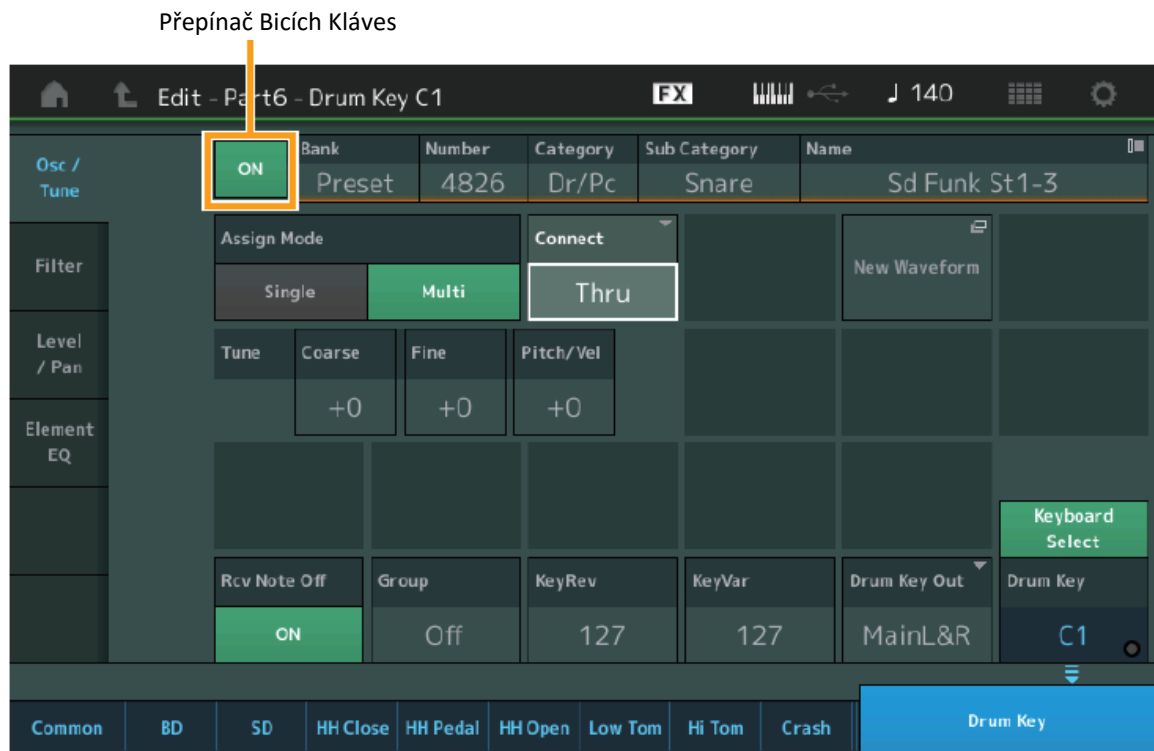 Přepínač Bicích Kláves
Edit - Part6 - Drum Key C1 FX 140
Osc / Tune
ON
Bank Number Category Sub Category Name
Preset 4826 Dr/Pc Snare Sd Funk St1-3
Filter
Assign Mode Connect New Waveform
Single Multi Thru
Level / Pan
Tune Coarse Fine Pitch/Vel
+0 +0 +0
Element EQ
Keyboard Select
Rcv Note Off Group KeyRev KeyVar Drum Key Out Drum Key
ON Off 127 127 MainL&R C1
Common BD SD HH Close HH Pedal HH Open Low Tom Hi Tom Crash Drum Key